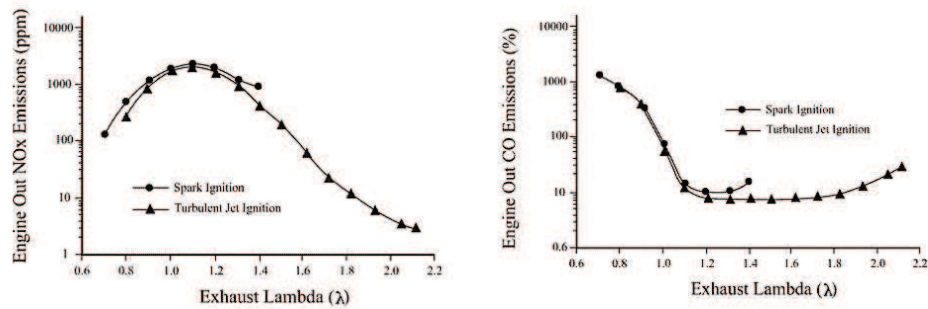 Engine Out NOx Emissions (ppm)
10000
1000
100
10
1
Spark Ignition
Turbulent Jet Ignition
0.6 0.8 1.0 1.2 1.4 1.6 1.8 2.0 2.2
Exhaust Lambda (λ)
Engine Out CO Emissions (%)
10000
1000
100
10
0.6
Spark Ignition
Turbulent Jet Ignition
0.6 0.8 1.0 1.2 1.4 1.6 1.8 2.0 2.2
Exhaust Lambda (λ)